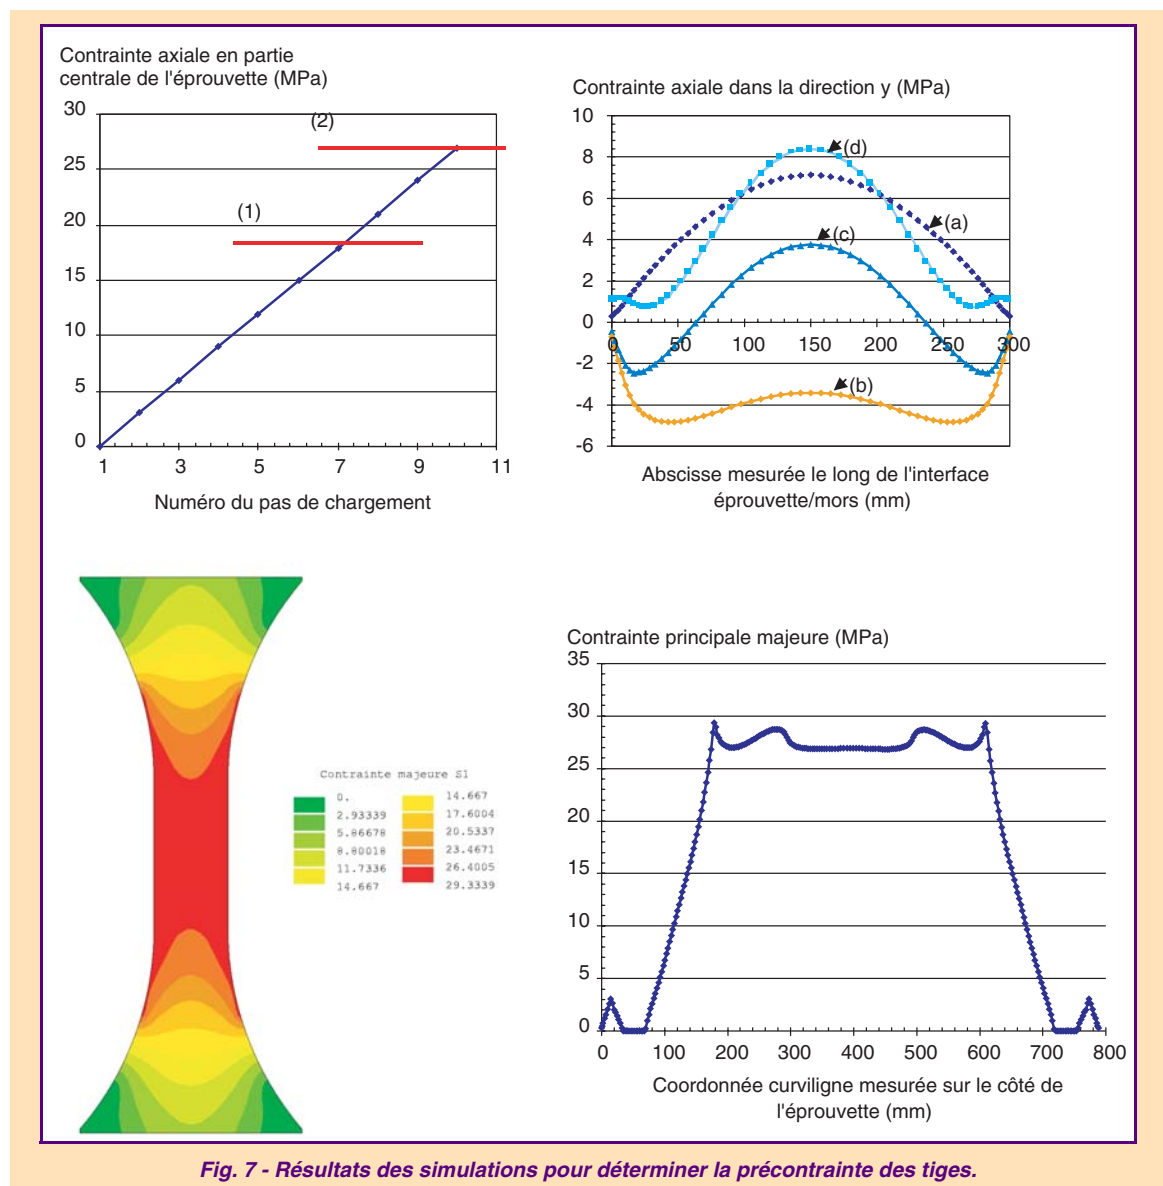 Contrainte axiale en partie
centrale de l'éprouvette (MPa)
30
25
20
15
10
5
0
(2)
(1)
1 3 5 7 9 11
Numéro du pas de chargement
Contrainte axiale dans la direction y (MPa)
10
8
6
4
2
0
-2
-4
-6
(d)
(a)
(c)
(b)
0 50 100 150 200 250 300
Abscisse mesurée le long de l'interface
éprouvette/mors (mm)
Contrainte majeure S1
0.
2.93339
5.86678
8.80018
11.7336
14.667
14.667
17.6004
20.5337
23.4671
26.4005
29.3339
Contrainte principale majeure (MPa)
35
30
25
20
15
10
5
0
0 100 200 300 400 500 600 700 800
Coordonnée curviligne mesurée sur le côté de
l'éprouvette (mm)
Fig. 7 - Résultats des simulations pour déterminer la précontrainte des tiges.